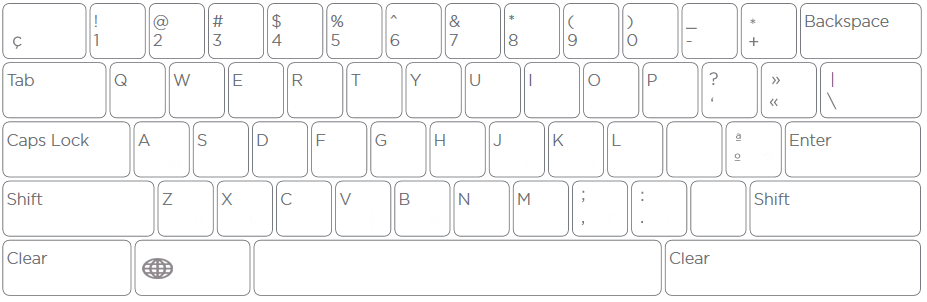 ! @ # $ % ^ & * ( ) _ * Backspace
ç 1 2 3 4 5 6 7 8 9 0 - +
Tab Q W E R T Y U I O P ? » |
‘ « \
Caps Lock A S D F G H J K L ª Enter
º
Shift Z X C V B N M ; : Shift
, .
Clear Clear